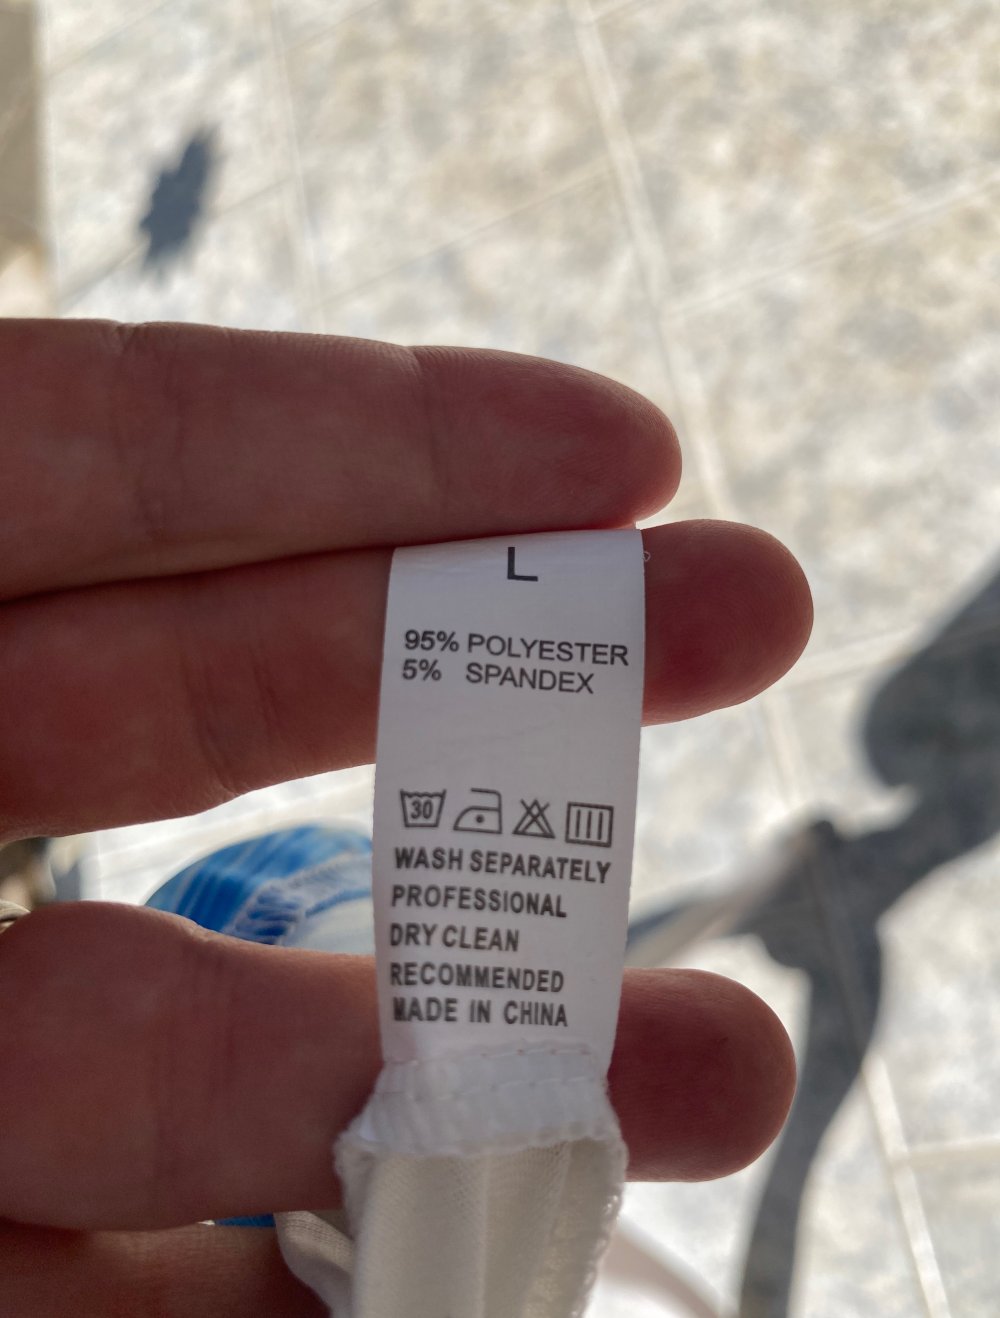 L
95% POLYESTER
5% SPANDEX
30
WASH SEPARATELY
PROFESSIONAL
DRY CLEAN
RECOMMENDED
MADE IN CHINA